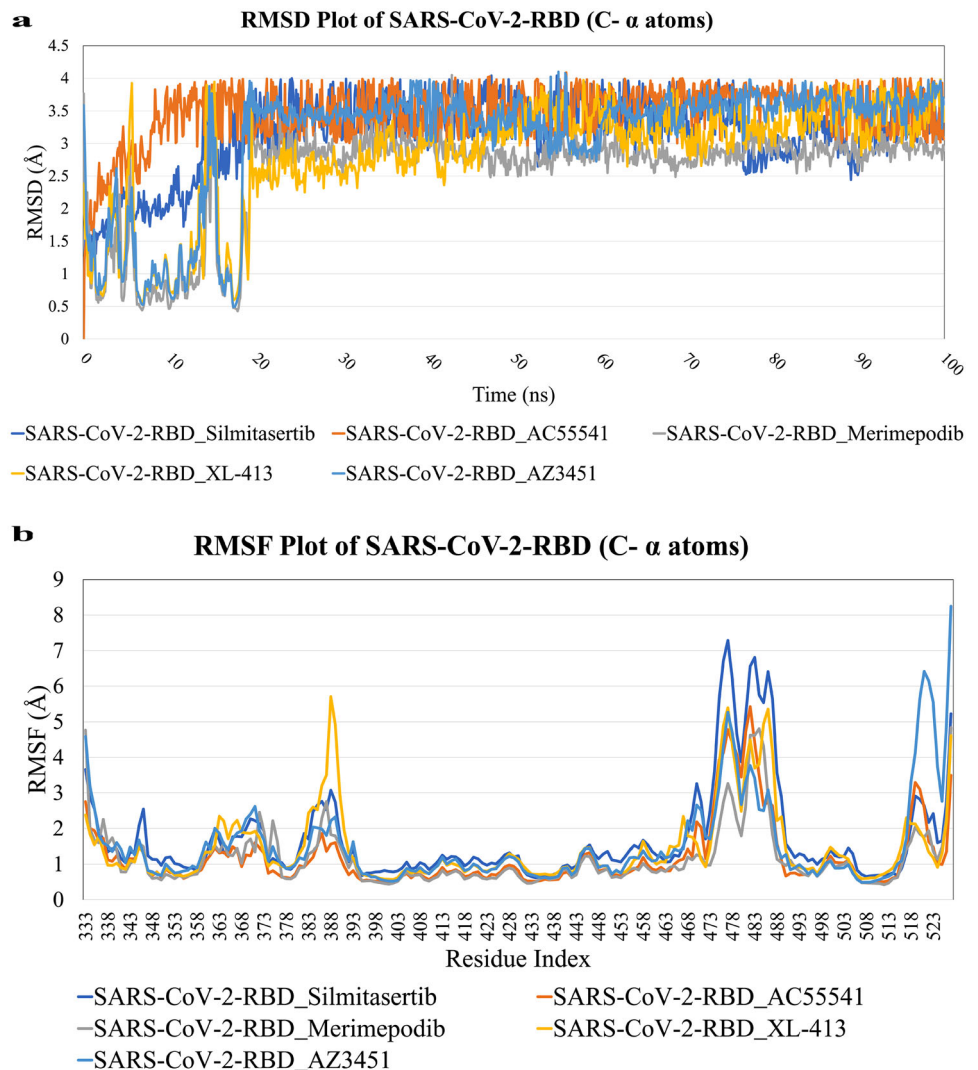 a
RMSD Plot of SARS-CoV-2-RBD (C- α atoms)
4.5
4
3.5
3
2.5
2
1.5
1
0.5
0
RMSD (Å)
0 10 20 30 40 50 60 70 80 90 100
Time (ns)
SARS-CoV-2-RBD_Silmitasertib SARS-CoV-2-RBD_AC55541 SARS-CoV-2-RBD_Merimepodib
SARS-CoV-2-RBD_XL-413 SARS-CoV-2-RBD_AZ3451
b
RMSF Plot of SARS-CoV-2-RBD (C- α atoms)
9
8
7
6
5
4
3
2
1
0
RMSF (Å)
333 338 343 348 353 358 363 368 373 378 383 388 393 398 403 408 413 418 423 428 433 438 443 448 453 458 463 468 473 478 483 488 493 498 503 508 513 518 523
Residue Index
SARS-CoV-2-RBD_Silmitasertib SARS-CoV-2-RBD_AC55541
SARS-CoV-2-RBD_Merimepodib SARS-CoV-2-RBD_XL-413
SARS-CoV-2-RBD_AZ3451